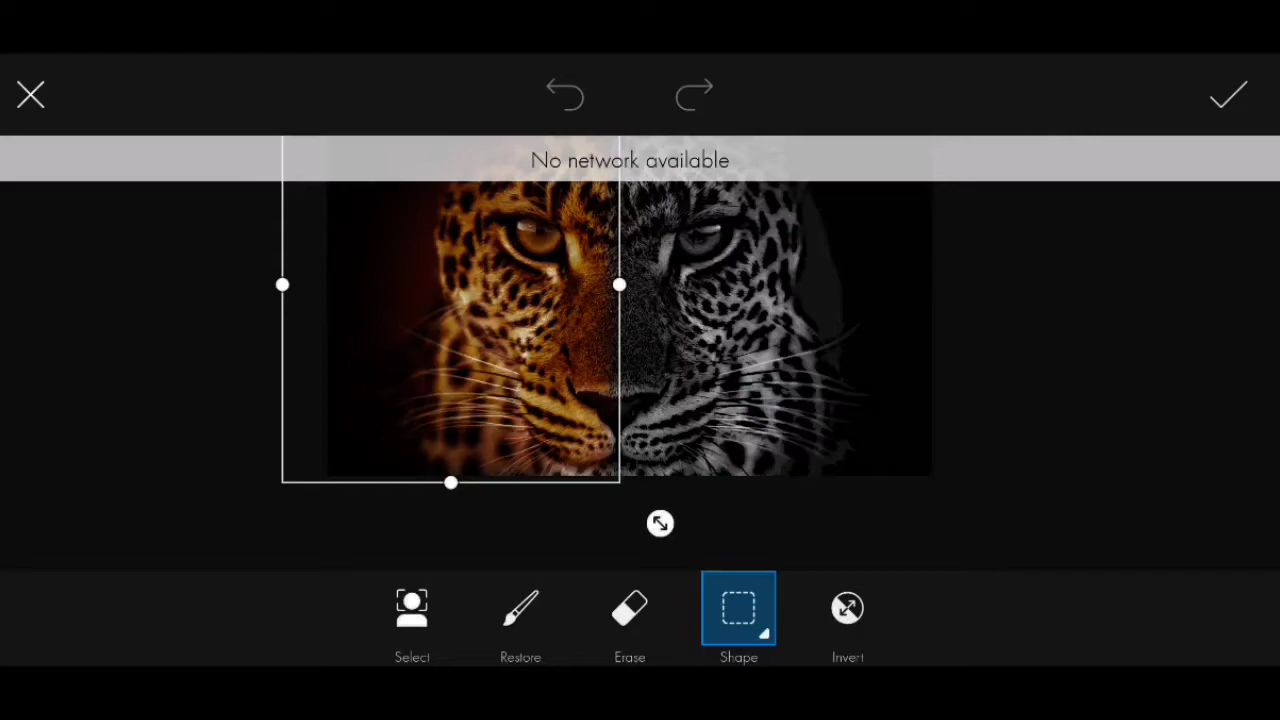 No network available
Select
Restore
Erase
Shape
Invert